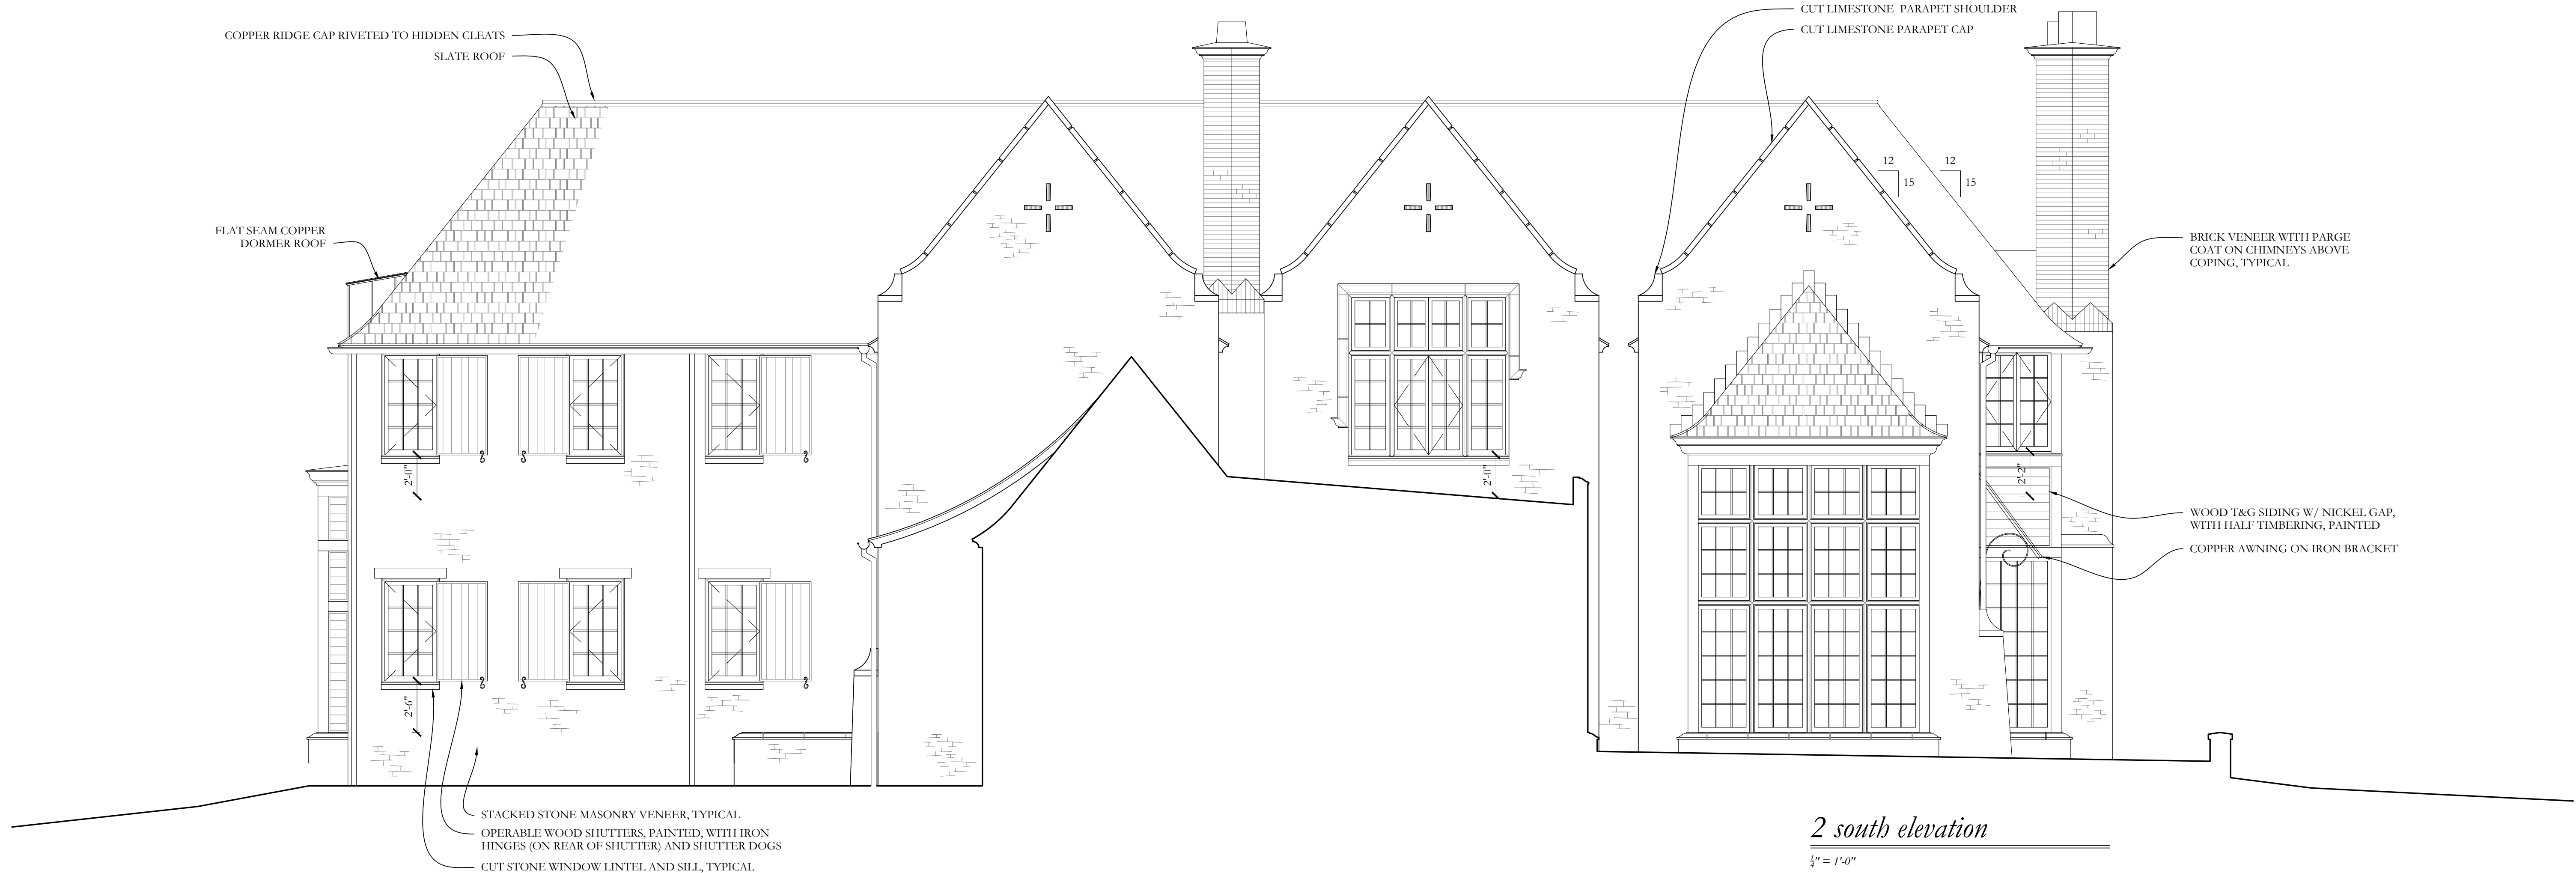 COPPER RIDGE CAP RIVETED TO HIDDEN CLEATS
SLATE ROOF
CUT LIMESTONE PARAPET SHOULDER
CUT LIMESTONE PARAPET CAP
12
15
12
15
FLAT SEAM COPPER
DORMER ROOF
BRICK VENEER WITH PARGE
COAT ON CHIMNEYS ABOVE
COPING, TYPICAL
2'-0"
2'-0"
2'-2"
WOOD T&G SIDING W/ NICKEL GAP,
WITH HALF TIMBERING, PAINTED
COPPER AWNING ON IRON BRACKET
2'-6"
STACKED STONE MASONRY VENEER, TYPICAL
OPERABLE WOOD SHUTTERS, PAINTED, WITH IRON
HINGES (ON REAR OF SHUTTER) AND SHUTTER DOGS
CUT STONE WINDOW LINTEL AND SILL, TYPICAL
2 south elevation
1/4" = 1'-0"